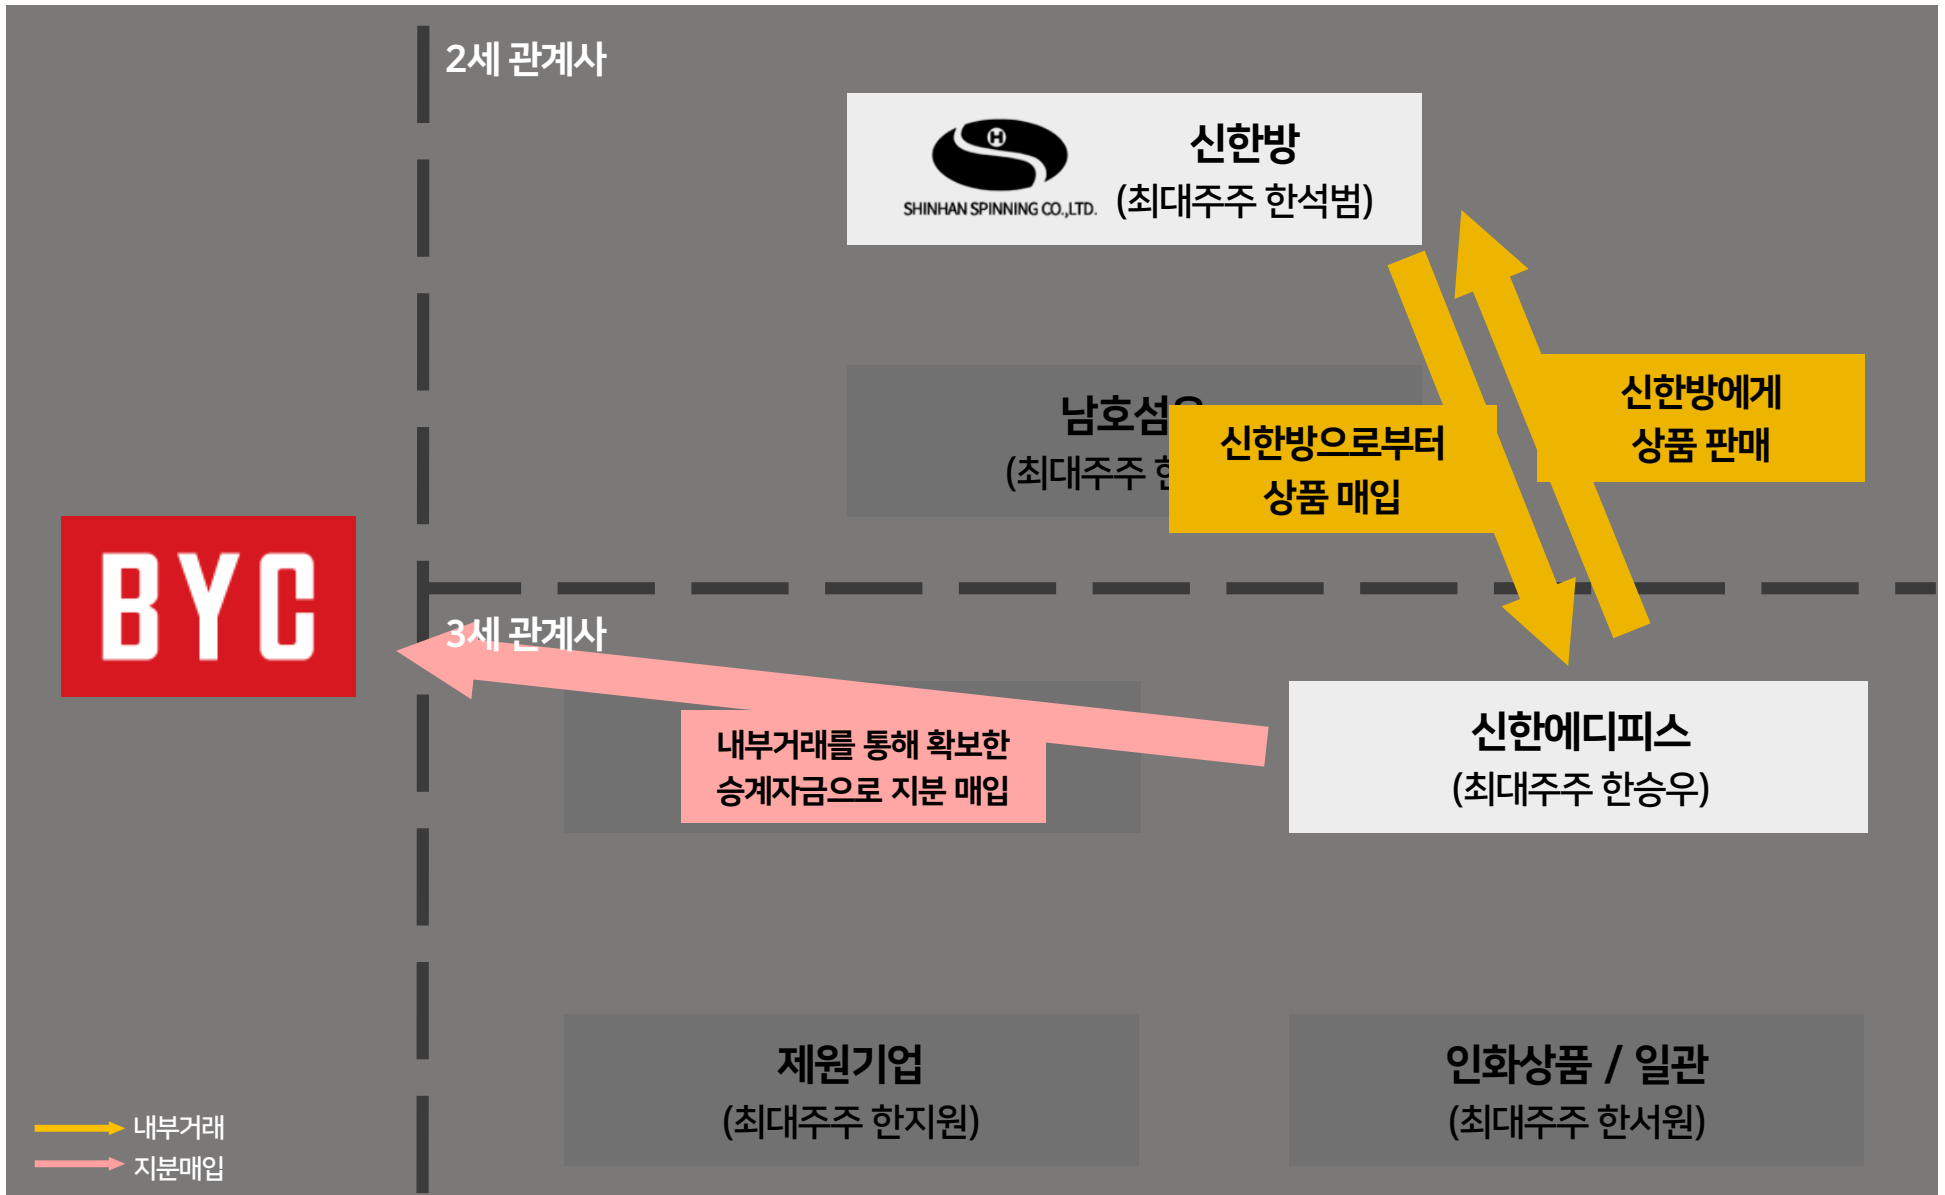 2세 관계사
신한방
(최대주주 한석범)
SHINHAN SPINNING CO.,LTD.
신한방에게
상품 판매
남호섬
(최대주주
신한방으로부터
상품 매입
BYC
3세 관계사
내부거래를 통해 확보한
승계자금으로 지분 매입
신한에디피스
(최대주주 한승우)
제원기업
(최대주주 한지원)
인화상품 / 일관
(최대주주 한서원)
내부거래
지분매입